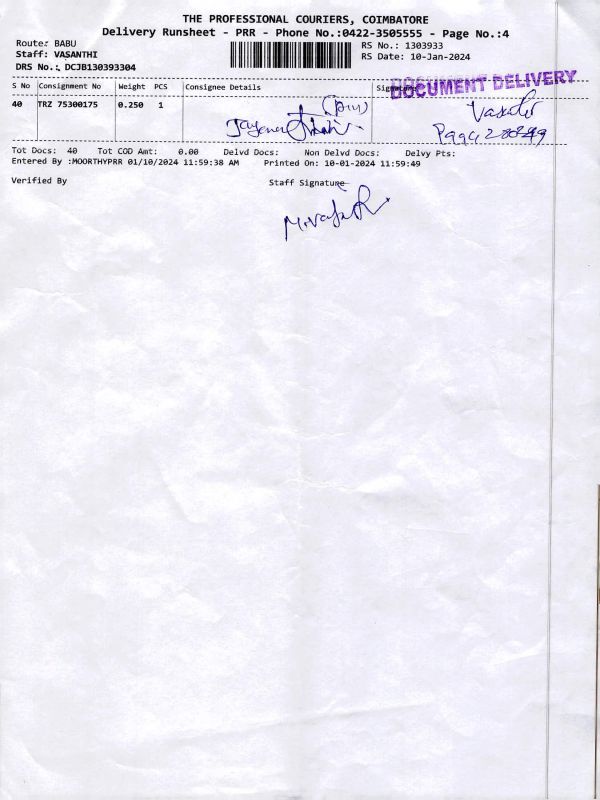 THE PROFESSIONAL COURIERS, COIMBATORE
Delivery Runsheet - PRR - Phone No.:0422-3505555 - Page No.:4
Route: BABU
RS No.: 1303933
Staff: VASANTHI
RS Date: 10-Jan-2024
DRS No.: DCJB130393304
DOCUMENT DELIVERY
S No Consignment No Weight PCS Consignee Details Signature
40 TRZ 75300175 0.250 1
Tot Docs: 40 Tot COD Amt: 0.00 Delvd Docs: Non Delvd Docs: Delvy Pts:
Entered By :MOORTHYPRR 01/10/2024 11:59:38 AM Printed On: 10-01-2024 11:59:49
Verified By Staff Signature